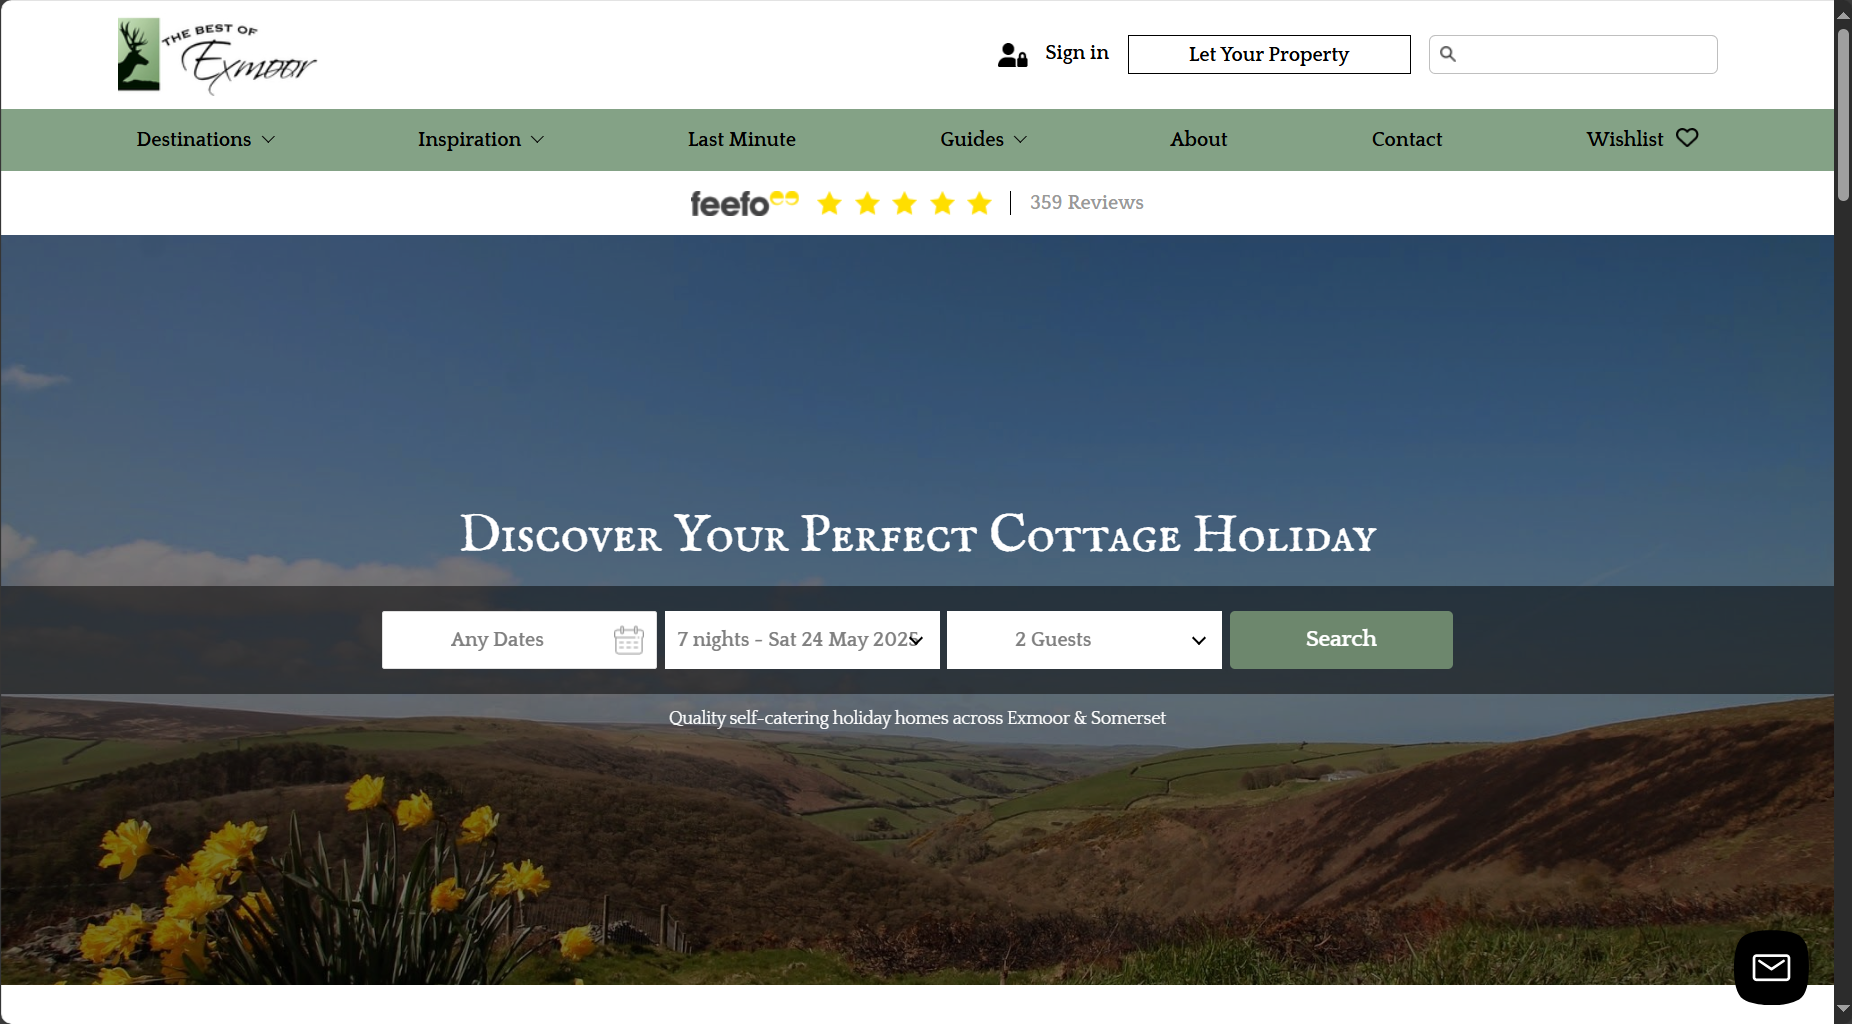 THE BEST OF
Exmoor
Sign in
Let Your Property
Destinations
Inspiration
Last Minute
Guides
About
Contact
Wishlist
feefo
359 Reviews
Discover Your Perfect Cottage Holiday
Any Dates
7 nights - Sat 24 May 2025
2 Guests
Search
Quality self-catering holiday homes across Exmoor & Somerset